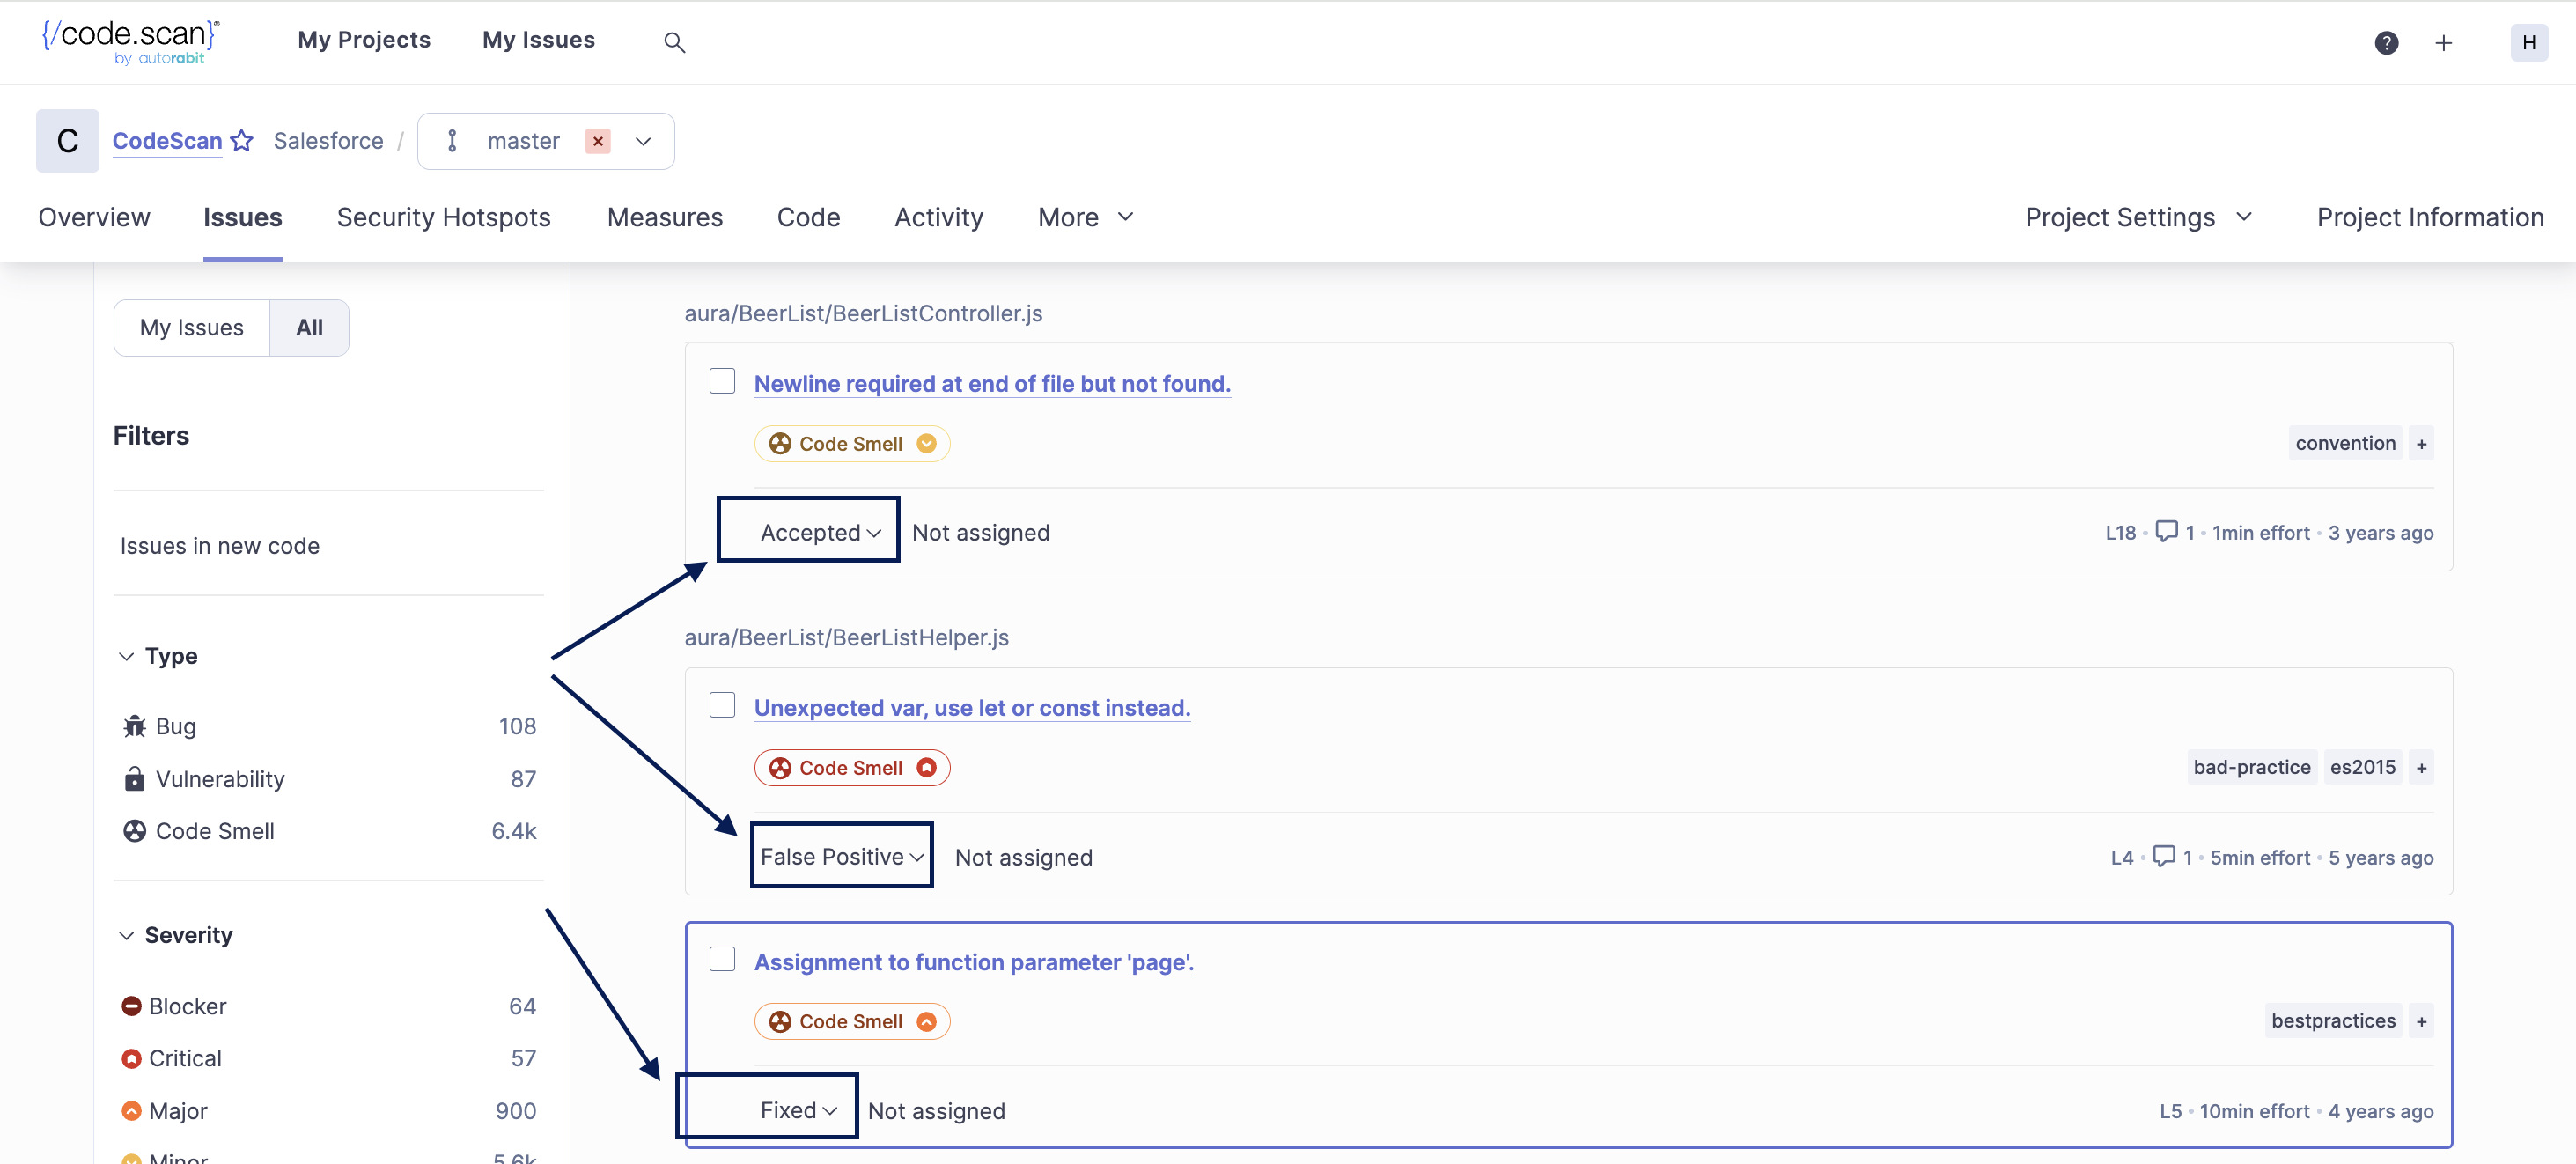 {/code.scan}®
by autorabit
My Projects
My Issues
?
+
H
C
CodeScan
Salesforce /
master
Overview
Issues
Security Hotspots
Measures
Code
Activity
More
Project Settings
Project Information
My Issues
All
Filters
Issues in new code
Type
Bug 108
Vulnerability 87
Code Smell 6.4k
Severity
Blocker 64
Critical 57
Major 900
Minor 5.6k
aura/BeerList/BeerListController.js
Newline required at end of file but not found.
Code Smell
convention +
Accepted Not assigned
L18 • 1 • 1min effort • 3 years ago
aura/BeerList/BeerListHelper.js
Unexpected var, use let or const instead.
Code Smell
bad-practice es2015 +
False Positive Not assigned
L4 • 1 • 5min effort • 5 years ago
Assignment to function parameter 'page'.
Code Smell
bestpractices +
Fixed Not assigned
L5 • 10min effort • 4 years ago